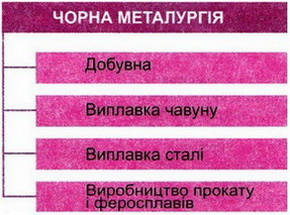 ЧОРНА МЕТАЛУРГІЯ
Добувна
Виплавка чавуну
Виплавка сталі
Виробництво прокату
і феросплавів